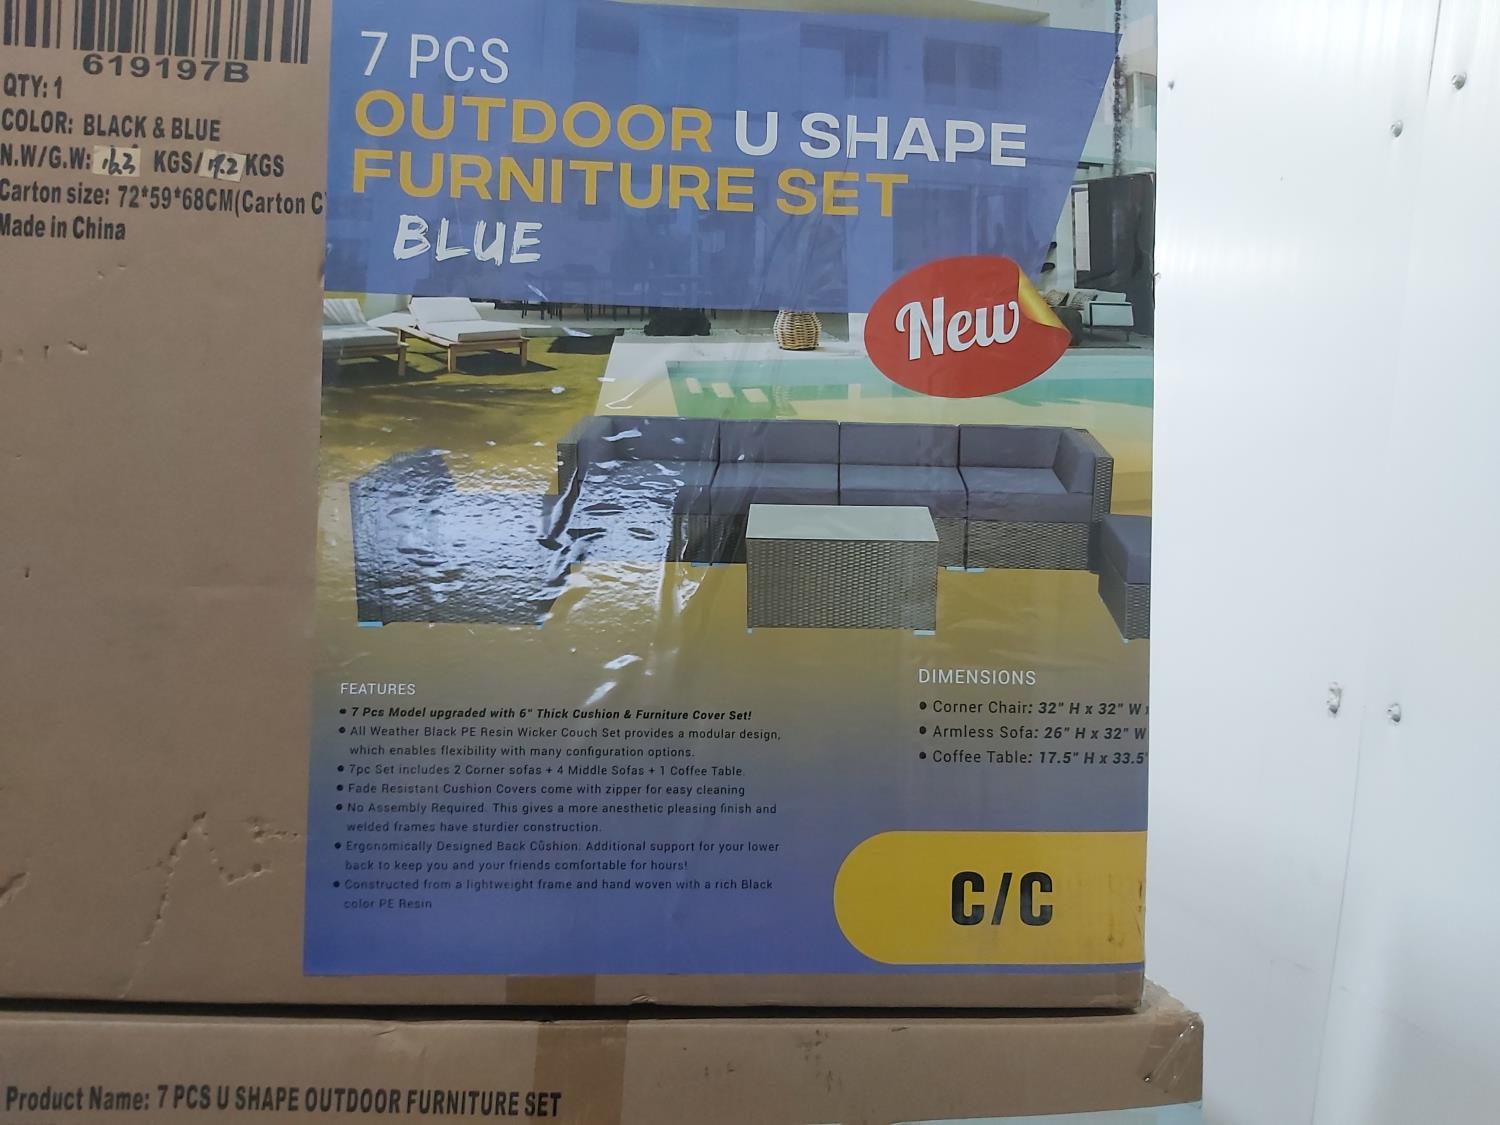 619197B
QTY: 1
COLOR: BLACK & BLUE
N.W/G.W: KGS/ KGS
Carton size: 72*59*68CM(Carton C
Made in China
7 PCS
OUTDOOR U SHAPE
FURNITURE SET
BLUE
New
FEATURES
• 7 Pcs Model upgraded with 6" Thick Cushion & Furniture Cover Set!
• All Weather Black PE Resin Wicker Couch Set provides a modular design,
which enables flexibility with many configuration options.
• 7pc Set includes 2 Corner sofas + 4 Middle Sofas + 1 Coffee Table.
• Fade Resistant Cushion Covers come with zipper for easy cleaning
• No Assembly Required. This gives a more anesthetic pleasing finish and
welded frames have sturdier construction.
• Ergonomically Designed Back Cushion: Additional support for your lower
back to keep you and your friends comfortable for hours!
• Constructed from a lightweight frame and hand woven with a rich Black
color PE Resin
DIMENSIONS
• Corner Chair: 32" H x 32" W
• Armless Sofa: 26" H x 32" W
• Coffee Table: 17.5" H x 33.5"
C/C
Product Name: 7 PCS U SHAPE OUTDOOR FURNITURE SET